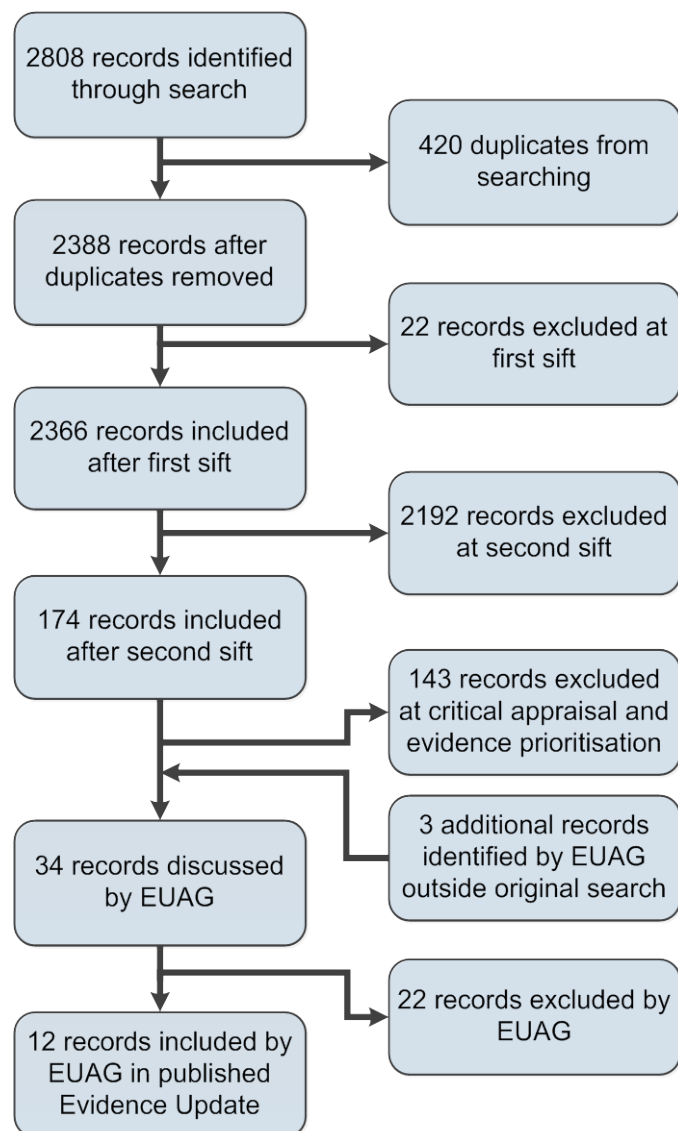 2808 records identified
through search
420 duplicates from
searching
2388 records after
duplicates removed
22 records excluded at
first sift
2366 records included
after first sift
2192 records excluded
at second sift
174 records included
after second sift
143 records excluded
at critical appraisal and
evidence prioritisation
3 additional records
identified by EUAG
outside original search
34 records discussed
by EUAG
22 records excluded by
EUAG
12 records included by
EUAG in published
Evidence Update